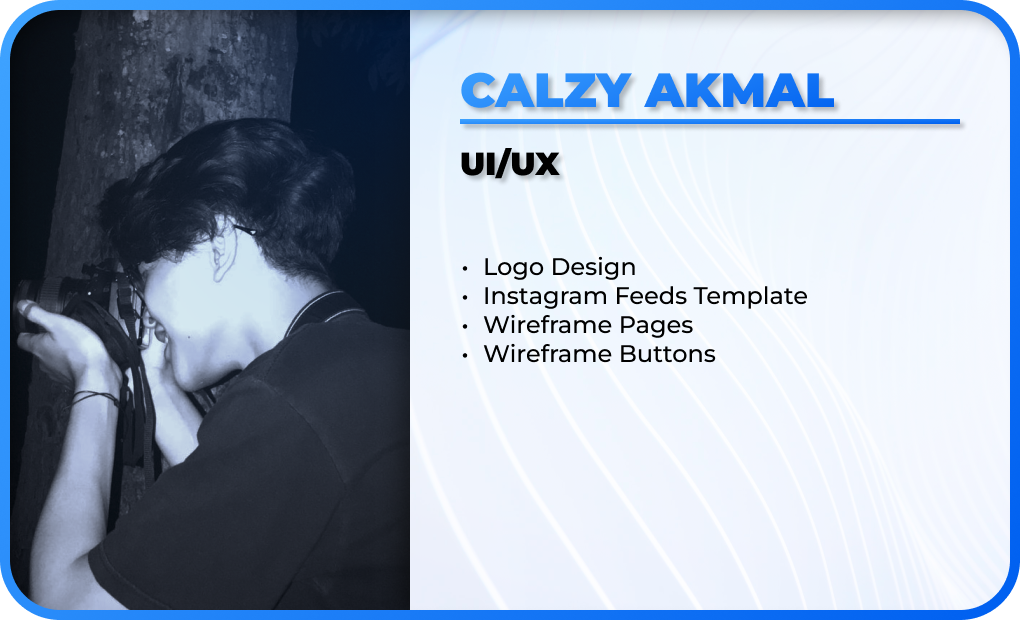 CALZY AKMAL
UI/UX
• Logo Design
• Instagram Feeds Template
• Wireframe Pages
• Wireframe Buttons